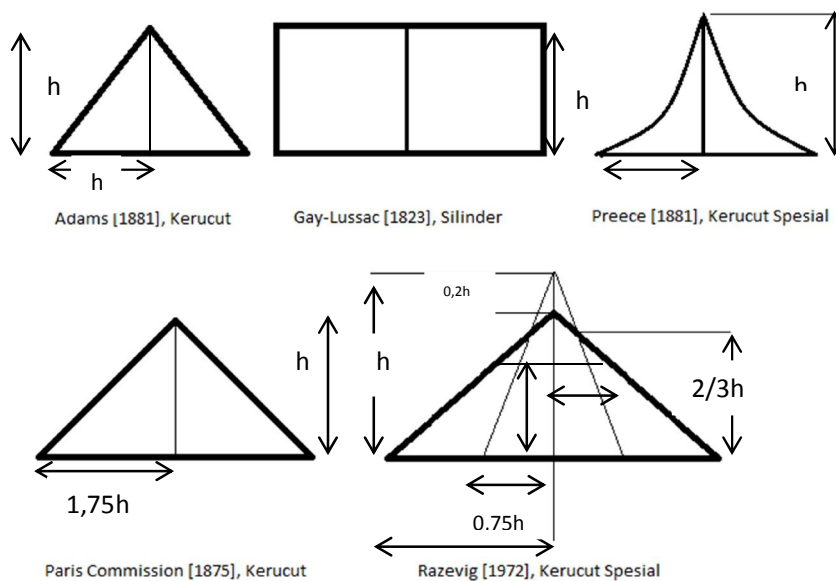 h
h
h
h
Adams [1881], Kerucut
Gay-Lussac [1823], Silinder
Preece [1881], Kerucut Spesial
0,2h
h
h
2/3h
1,75h
0.75h
Paris Commission [1875], Kerucut
Razevig [1972], Kerucut Spesial